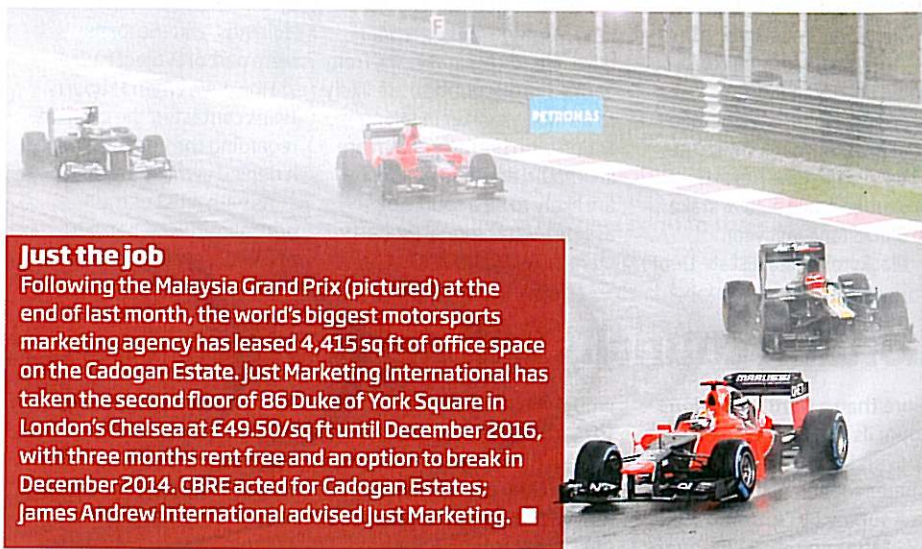 F
PETRONAS
MARUSSIA
Just the job
Following the Malaysia Grand Prix (pictured) at the
end of last month, the world's biggest motorsports
marketing agency has leased 4,415 sq ft of office space
on the Cadogan Estate. Just Marketing International has
taken the second floor of 86 Duke of York Square in
London's Chelsea at £49.50/sq ft until December 2016,
with three months rent free and an option to break in
December 2014. CBRE acted for Cadogan Estates;
James Andrew International advised Just Marketing. ■